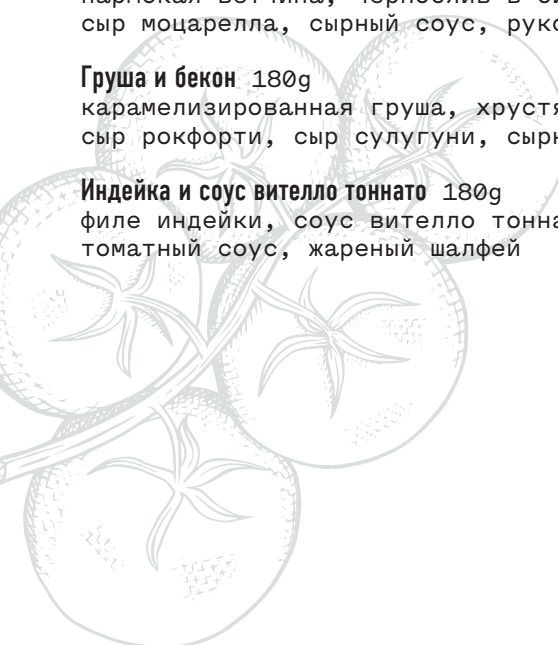 сыр моцарелла, сырный соус,
Груша и бекон 180g
карамелизированная груша,
сыр рокфорти, сыр сулугуни,
Индейка и соус вителло тоннато 180g
филе индейки, соус вителло
томатный соус, жареный шалфей